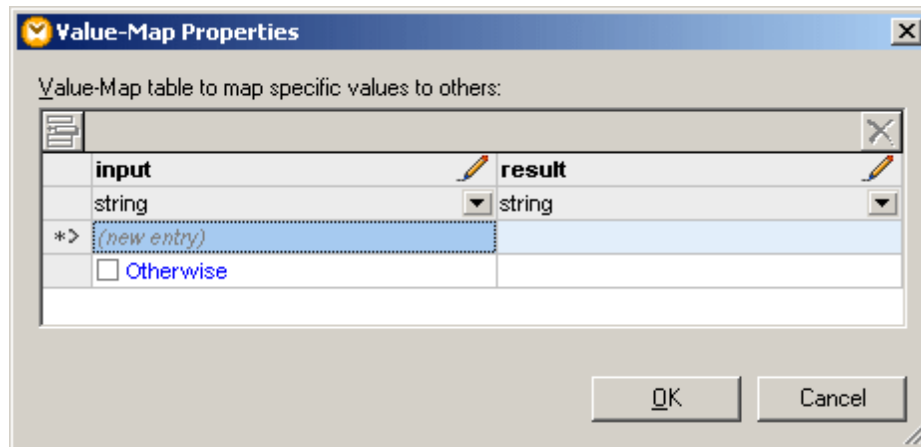 Value-Map Properties
Value-Map table to map specific values to others:
input result
string string
*> (new entry)
Otherwise
OK Cancel